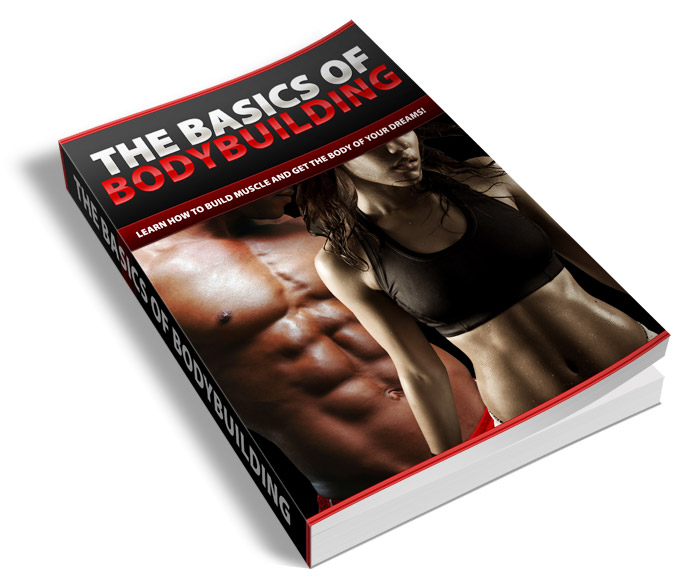 THE BASICS OF
BODYBUILDING
LEARN HOW TO BUILD MUSCLE AND GET THE BODY OF YOUR DREAMS!
THE BASICS OF BODYBUILDING